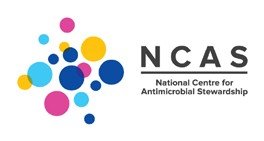 NCAS
National Centre for
Antimicrobial Stewardship